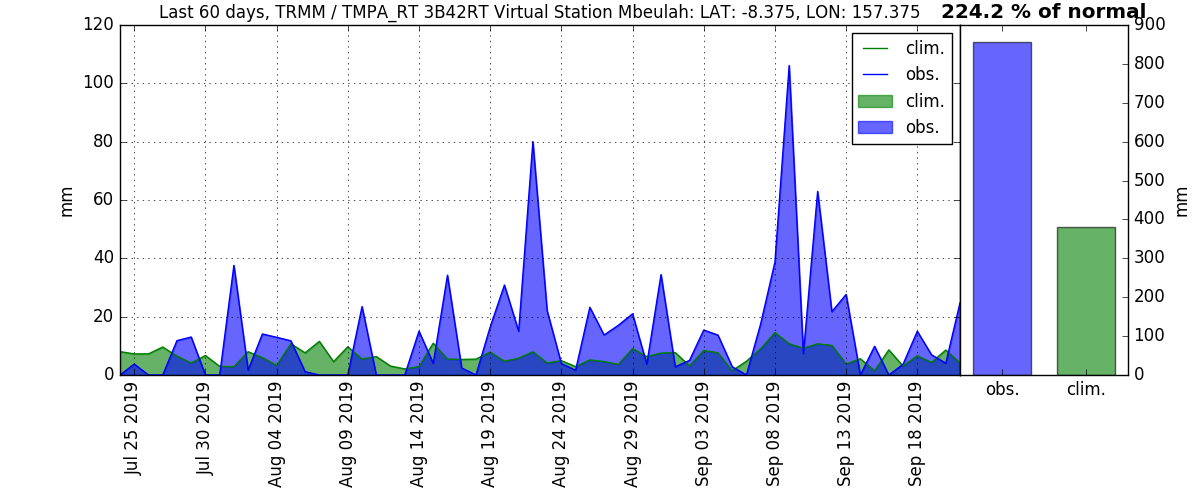 Last 60 days, TRMM / TMPA_RT 3B42RT Virtual Station Mbeulah: LAT: -8.375, LON: 157.375
224.2 % of normal
120
100
80
60
40
20
0
mm
clim.
obs.
clim.
obs.
900
800
700
600
500
400
300
200
100
0
mm
Jul 25 2019
Jul 30 2019
Aug 04 2019
Aug 09 2019
Aug 14 2019
Aug 19 2019
Aug 24 2019
Aug 29 2019
Sep 03 2019
Sep 08 2019
Sep 13 2019
Sep 18 2019
obs.
clim.